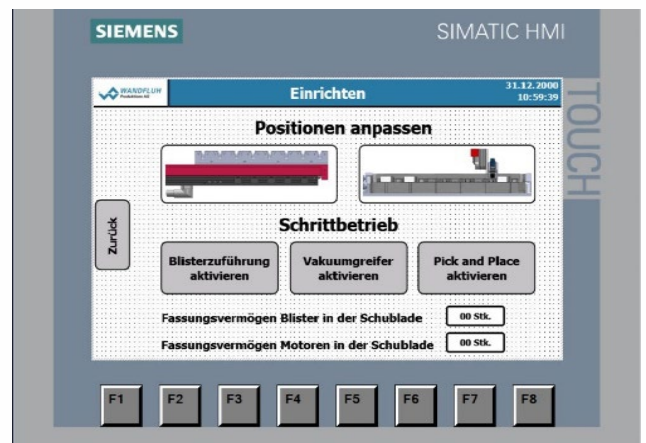 SIEMENS
SIMATIC HMI
WANDFLUH
Produktions AG
Einrichten
31.12.2000
10:59:39
TOUCH
Positionen anpassen
Schrittbetrieb
Zurück
Blisterzuführung
aktivieren
Vakuumgreifer
aktivieren
Pick and Place
aktivieren
Fassungsvermögen Blister in der Schublade
00 Stk.
Fassungsvermögen Motoren in der Schublade
00 Stk.
F1
F2
F3
F4
F5
F6
F7
F8